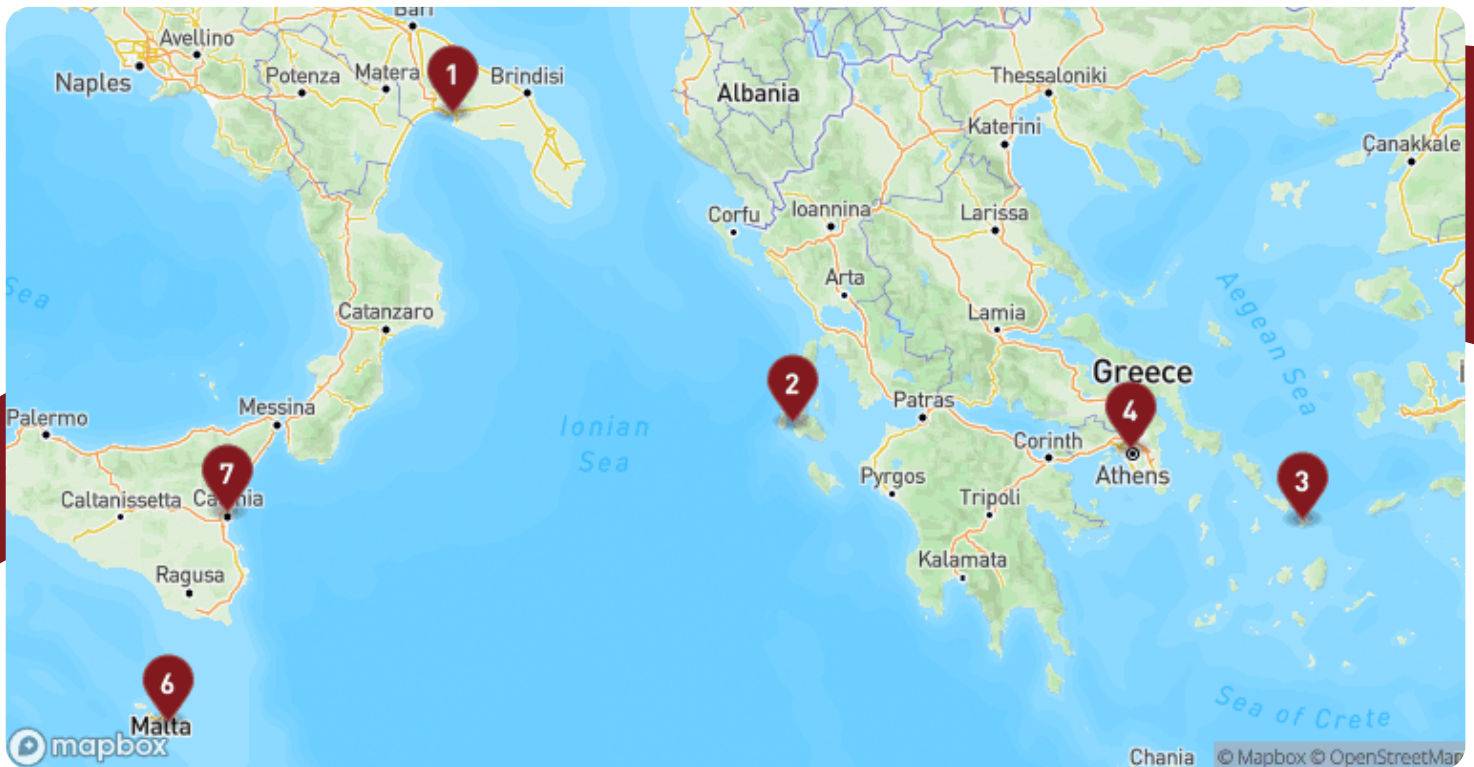 Bari
Avellino
Naples
Potenza
Matera
1
Brindisi
Albania
Thessaloniki
Katerini
Çanakkale
Corfu
Ioannina
Larissa
Sea
Arta
Aegean Sea
Catanzaro
Lamia
2
Greece
4
Palermo
Messina
Ionian
Sea
Patras
Corinth
Athens
7
3
Caltanissetta
Catania
Pyrgos
Tripoli
Ragusa
Kalamata
6
Malta
mapbox
Sea of Crete
Chania
© Mapbox © OpenStreetMap